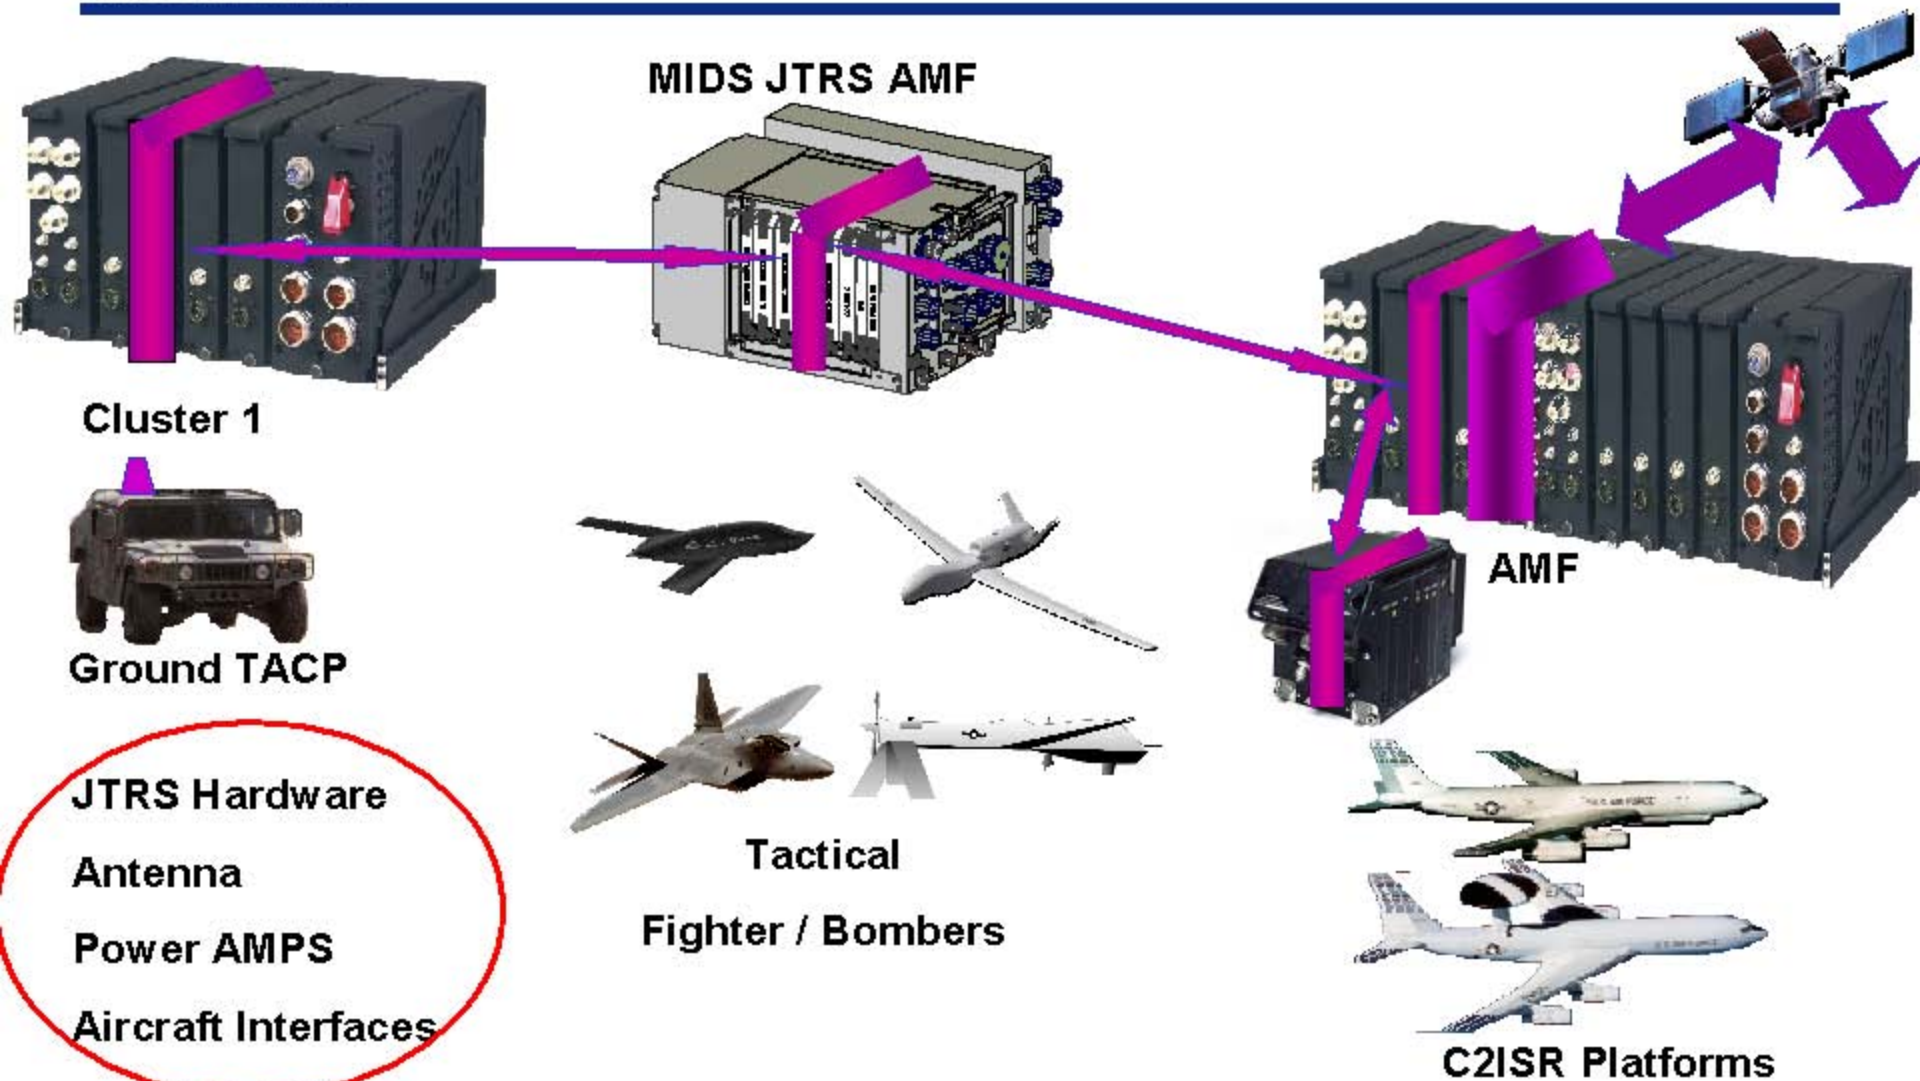 MIDS JTRS AMF
Cluster 1
AMF
Ground TACP
JTRS Hardware
Antenna
Power AMPS
Aircraft Interfaces
Tactical
Fighter / Bombers
C2ISR Platforms